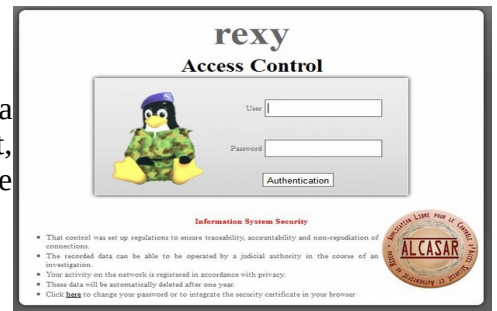 rexy
Access Control
a
t,
e
User
Password
Authentication
Information System Security
That control was set up regulations to ensure traceability, accountability and non-repudiation of
connections.
The recorded data can be able to be operated by a judicial authority in the course of an
investigation.
Your activity on the network is registered in accordance with privacy.
These data will be automatically deleted after one year.
Click here to change your password or to integrate the security certificate in your browser
APPLICATION LIBRE POUR LE
ALCASAR